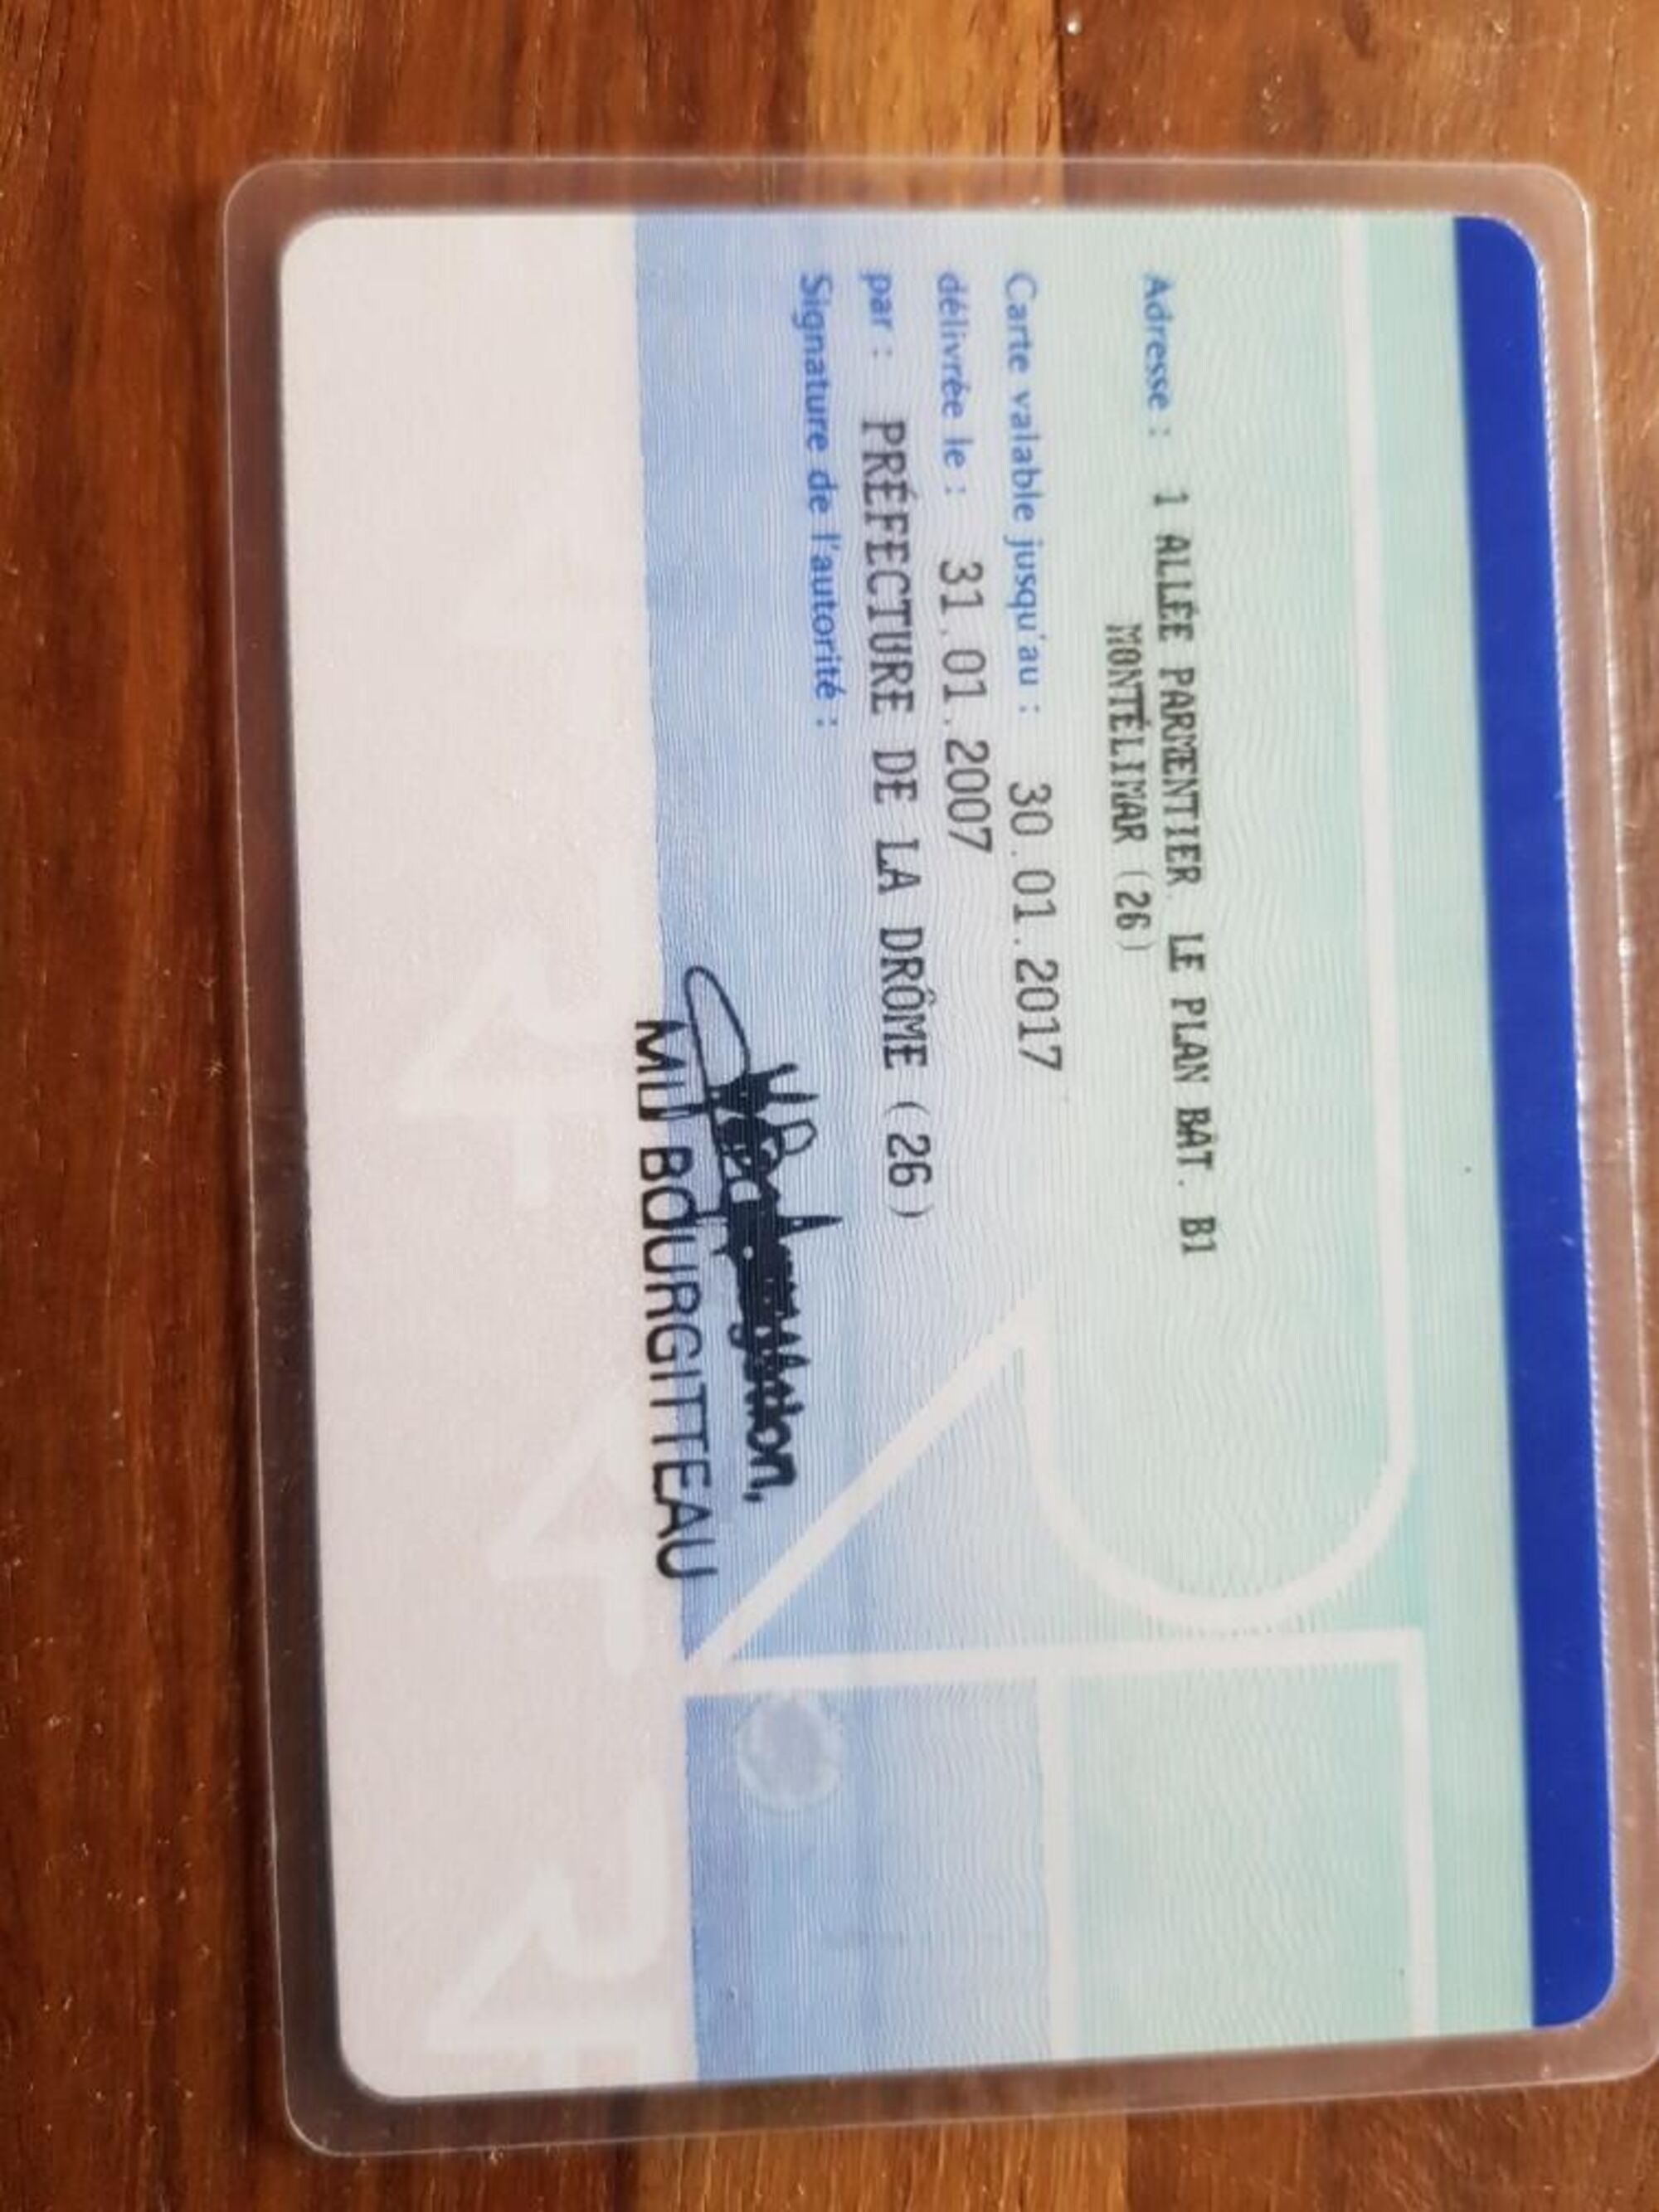 Adresse : 1 ALLÉE PARMENTIER LE PLAN BÂT. B1
MONTÉLIMAR (26)
Carte valable jusqu'au : 30.01.2017
délivrée le : 31.01.2007
par : PRÉFECTURE DE LA DRÔME (26)
Signature de l'autorité :
MLJ BOURGITTEAU